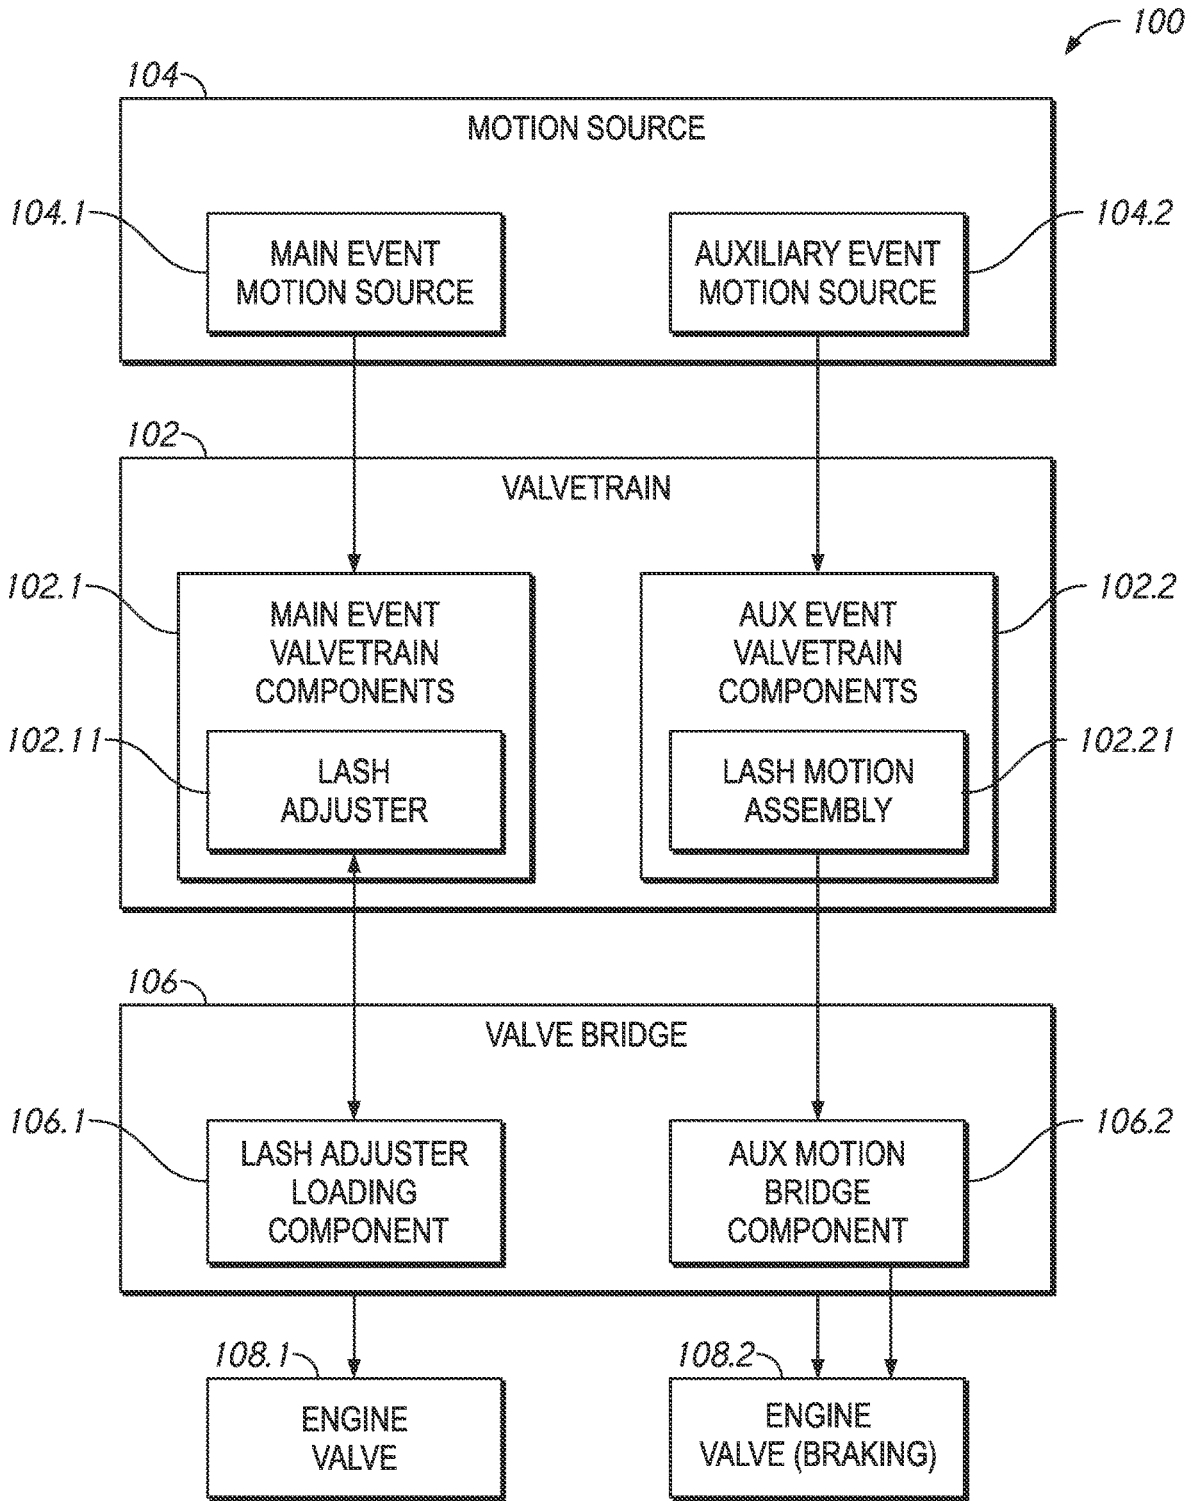 100
104
MOTION SOURCE
104.1
MAIN EVENT
MOTION SOURCE
AUXILIARY EVENT
MOTION SOURCE
104.2
102
VALVETRAIN
102.1
MAIN EVENT
VALVETRAIN
COMPONENTS
AUX EVENT
VALVETRAIN
COMPONENTS
102.2
102.11
LASH
ADJUSTER
LASH MOTION
ASSEMBLY
102.21
106
VALVE BRIDGE
106.1
LASH ADJUSTER
LOADING
COMPONENT
AUX MOTION
BRIDGE
COMPONENT
106.2
108.1
ENGINE
VALVE
108.2
ENGINE
VALVE (BRAKING)